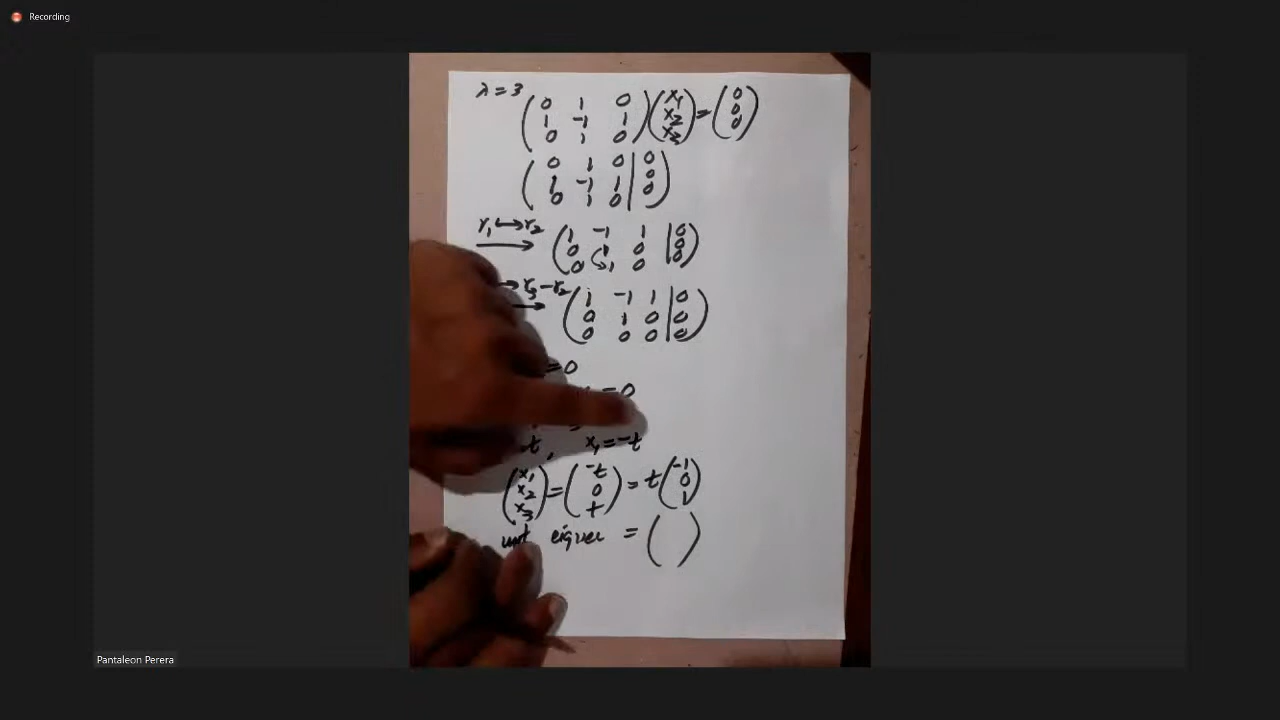 Recording
λ = 3 (0 1 0 / 1 -1 1 / 0 1 0) (x₁ / x₂ / x₃) = (0 / 0 / 0)
(0 1 0 | 0 / 1 -1 1 | 0 / 0 1 0 | 0)
r₁ ↔ r₂ (1 -1 1 | 0 / 0 1 0 | 0 / 0 1 0 | 0)
→ r₃ - r₂ (1 -1 1 | 0 / 0 1 0 | 0 / 0 0 0 | 0)
= 0
= 0
=
t, x₁ = -t
(x₁ / x₂ / x₃) = (-t / 0 / t) = t (-1 / 0 / 1)
unit eigvec = ( )
Pantaleon Perera